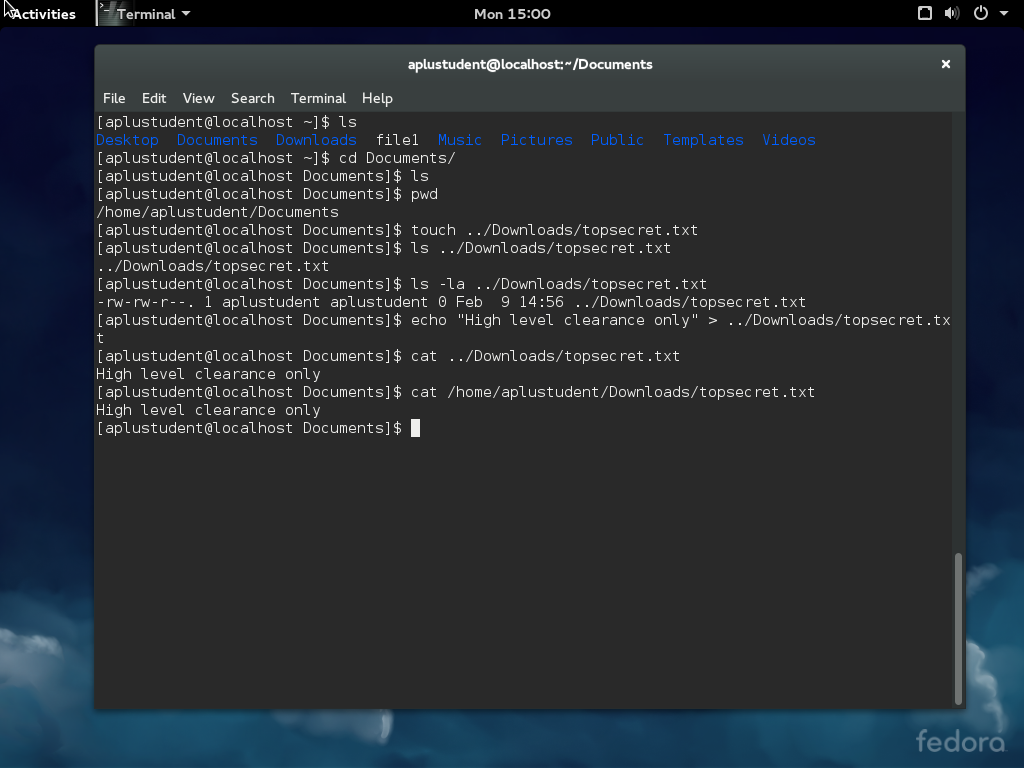 Activities Terminal Mon 15:00
aplustudent@localhost:~/Documents
File Edit View Search Terminal Help
[aplustudent@localhost ~]$ ls
Desktop  Documents  Downloads  file1  Music  Pictures  Public  Templates  Videos
[aplustudent@localhost ~]$ cd Documents/
[aplustudent@localhost Documents]$ ls
[aplustudent@localhost Documents]$ pwd
/home/aplustudent/Documents
[aplustudent@localhost Documents]$ touch ../Downloads/topsecret.txt
[aplustudent@localhost Documents]$ ls ../Downloads/topsecret.txt
../Downloads/topsecret.txt
[aplustudent@localhost Documents]$ ls -la ../Downloads/topsecret.txt
-rw-rw-r--. 1 aplustudent aplustudent 0 Feb  9 14:56 ../Downloads/topsecret.txt
[aplustudent@localhost Documents]$ echo "High level clearance only" > ../Downloads/topsecret.tx
t
[aplustudent@localhost Documents]$ cat ../Downloads/topsecret.txt
High level clearance only
[aplustudent@localhost Documents]$ cat /home/aplustudent/Downloads/topsecret.txt
High level clearance only
[aplustudent@localhost Documents]$
fedora